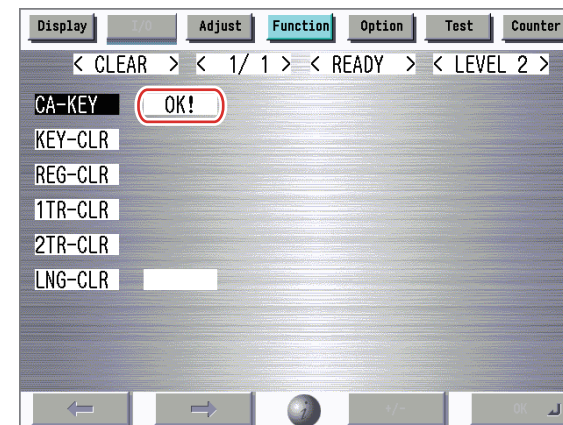 Display I/O Adjust Function Option Test Counter
< CLEAR > < 1/ 1 > < READY > < LEVEL 2 >
CA-KEY OK!
KEY-CLR
REG-CLR
1TR-CLR
2TR-CLR
LNG-CLR
i +/- OK